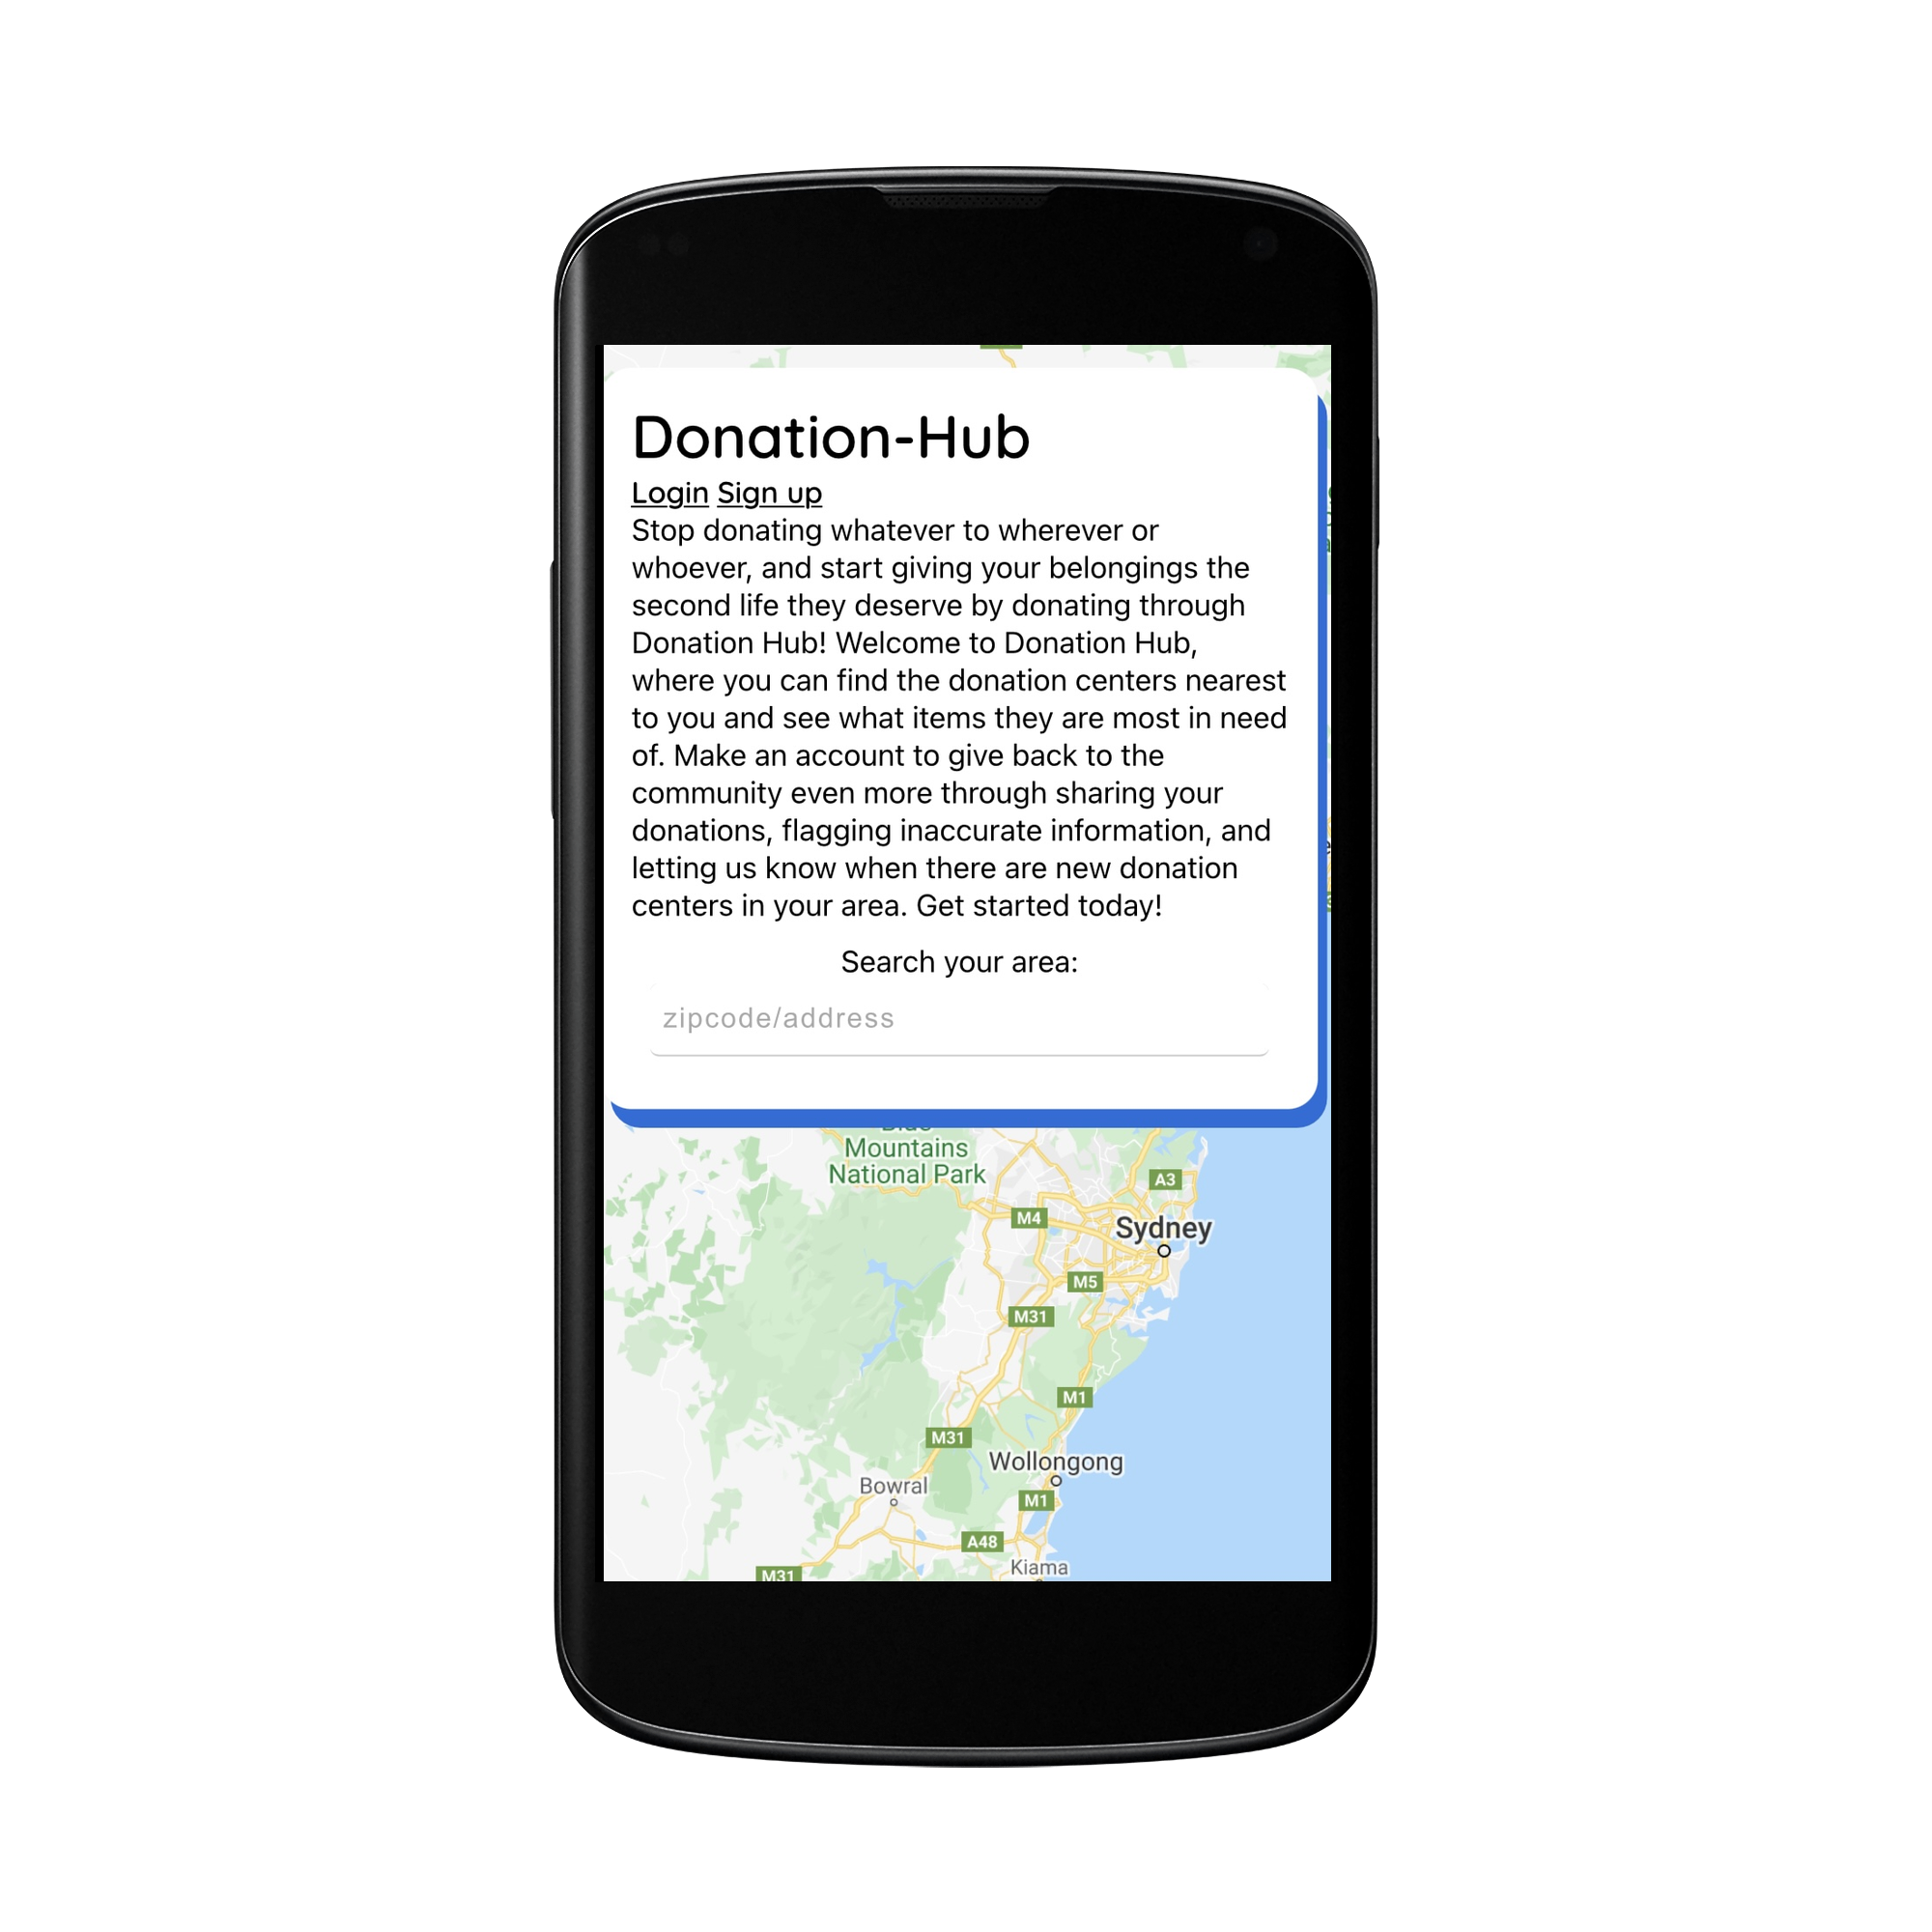 Donation-Hub
Login Sign up
Stop donating whatever to wherever or
whoever, and start giving your belongings the
second life they deserve by donating through
Donation Hub! Welcome to Donation Hub,
where you can find the donation centers nearest
to you and see what items they are most in need
of. Make an account to give back to the
community even more through sharing your
donations, flagging inaccurate information, and
letting us know when there are new donation
centers in your area. Get started today!
Search your area:
zipcode/address
Mountains
National Park
A3
M4
Sydney
M5
M31
M1
M31
Wollongong
Bowral
M1
A48
Kiama
M31